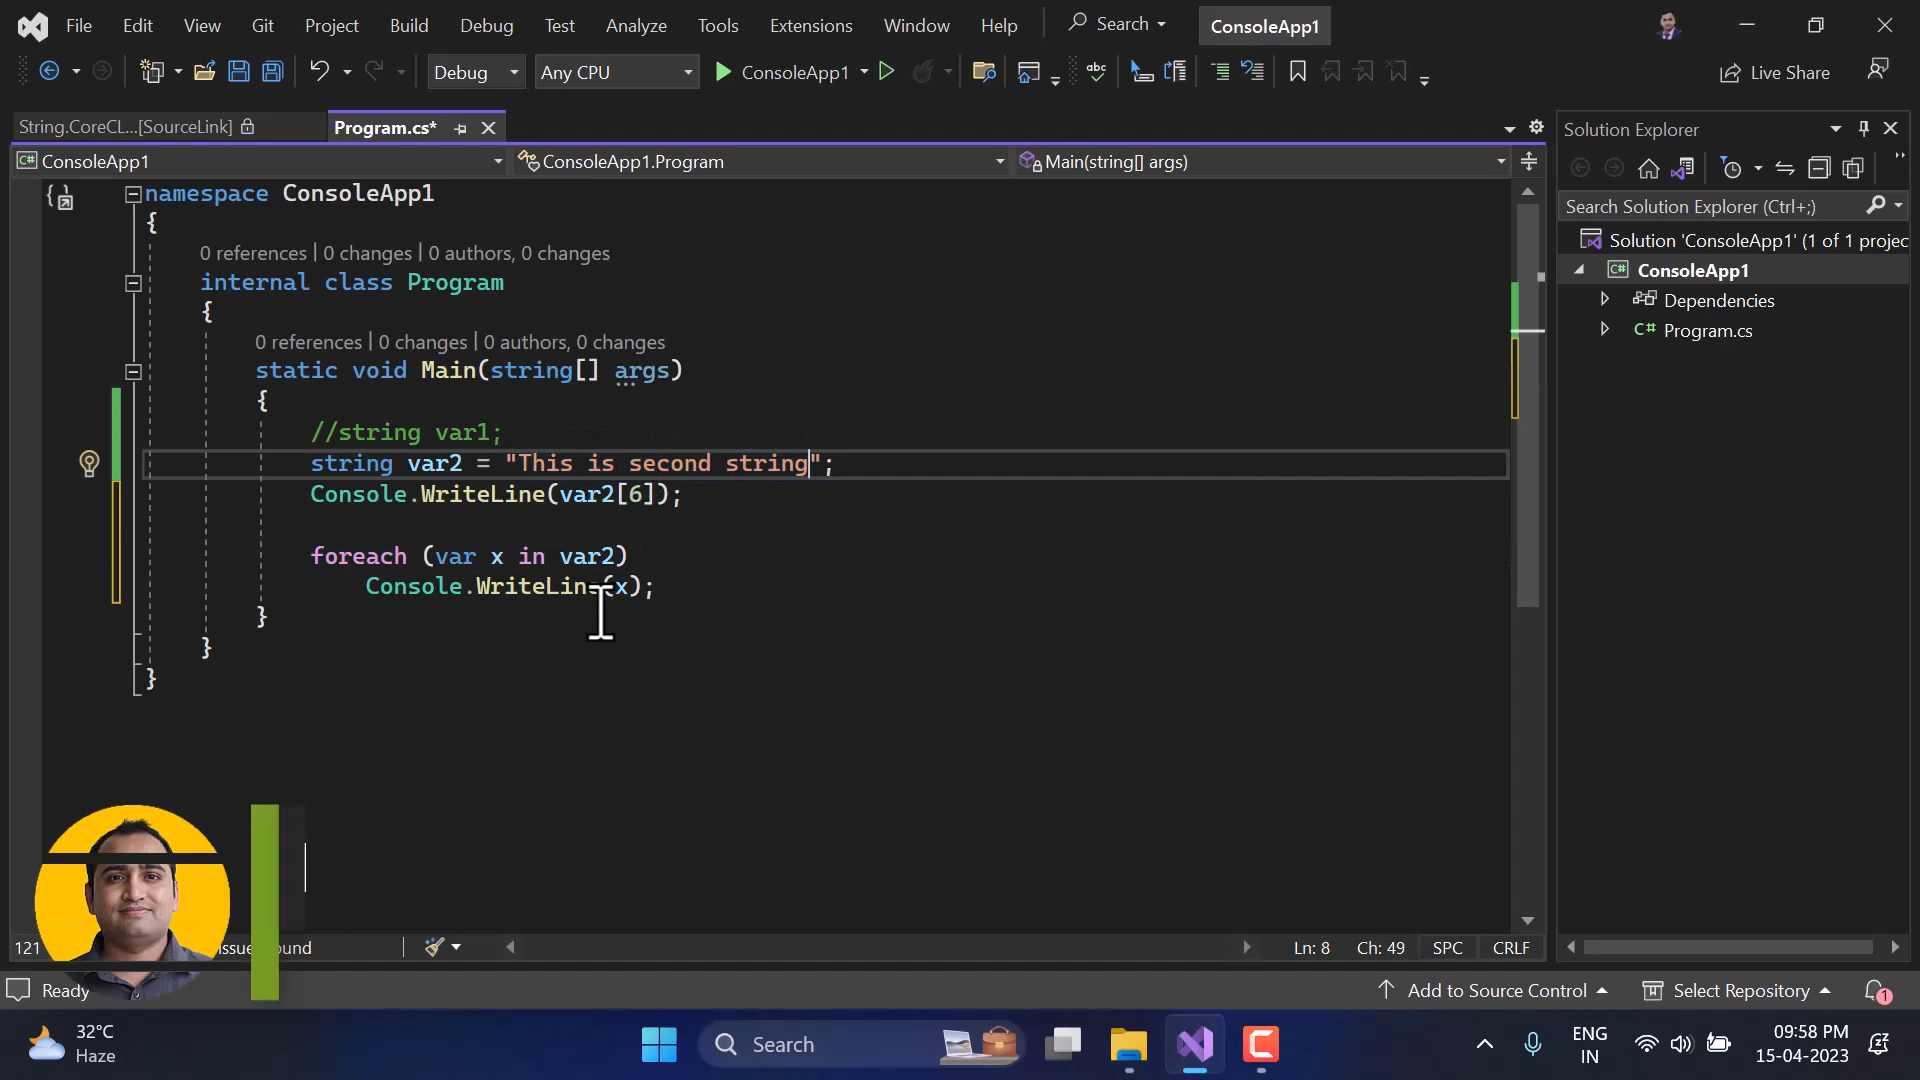 File Edit View Git Project Build Debug Test Analyze Tools Extensions Window Help Search ConsoleApp1
Debug Any CPU ConsoleApp1 abc Live Share
String.CoreCL...[SourceLink] Program.cs*
Solution Explorer
C# ConsoleApp1 ConsoleApp1.Program Main(string[] args)
Search Solution Explorer (Ctrl+;)
Solution 'ConsoleApp1' (1 of 1 projec
C# ConsoleApp1
Dependencies
C# Program.cs
namespace ConsoleApp1
{
0 references | 0 changes | 0 authors, 0 changes
internal class Program
{
0 references | 0 changes | 0 authors, 0 changes
static void Main(string[] args)
{
//string var1;
string var2 = "This is second string";
Console.WriteLine(var2[6]);
foreach (var x in var2)
Console.WriteLine(x);
}
}
}
121 Ln: 8 Ch: 49 SPC CRLF
Ready Add to Source Control Select Repository 1
32°C
Haze
Search
ENG
IN
09:58 PM
15-04-2023